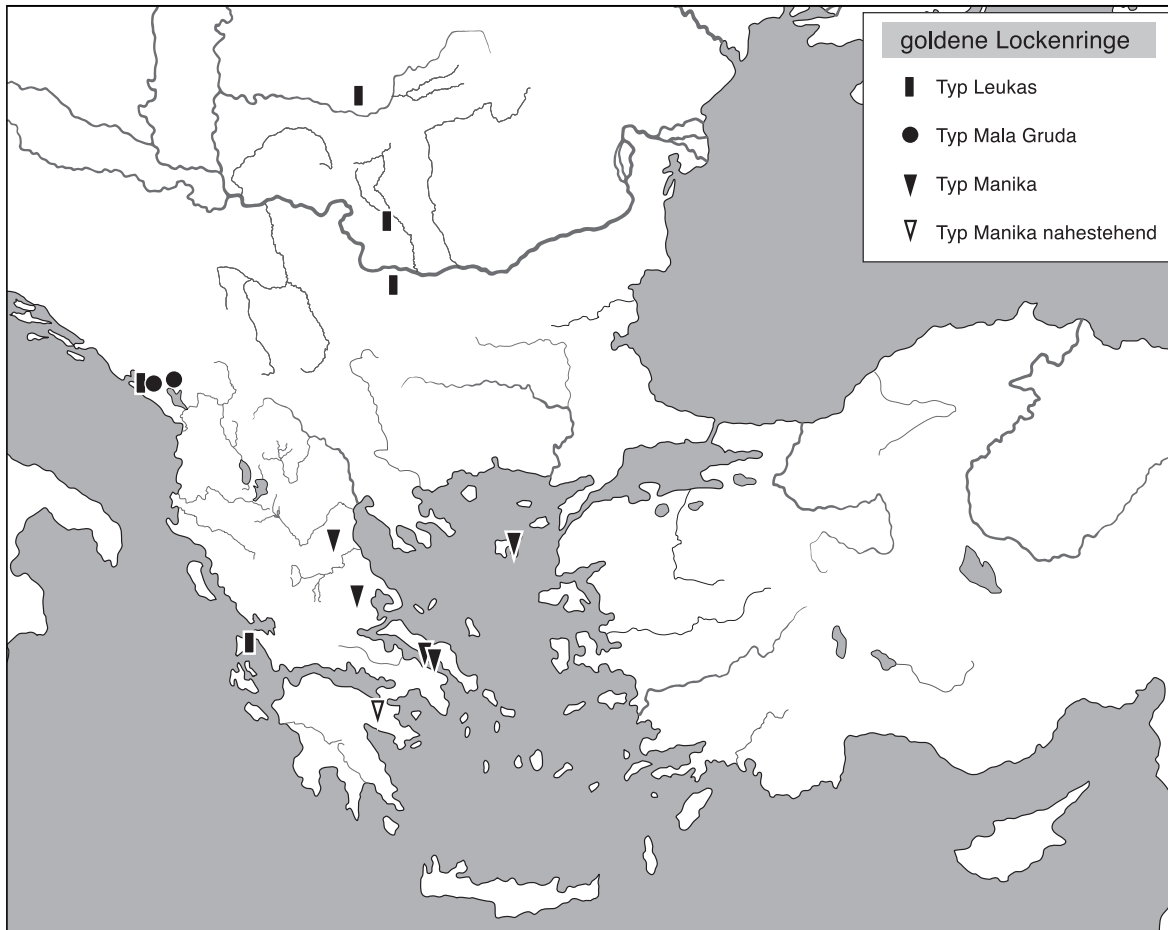 goldene Lockenringe
Typ Leukas
Typ Mala Gruda
Typ Manika
Typ Manika nahestehend